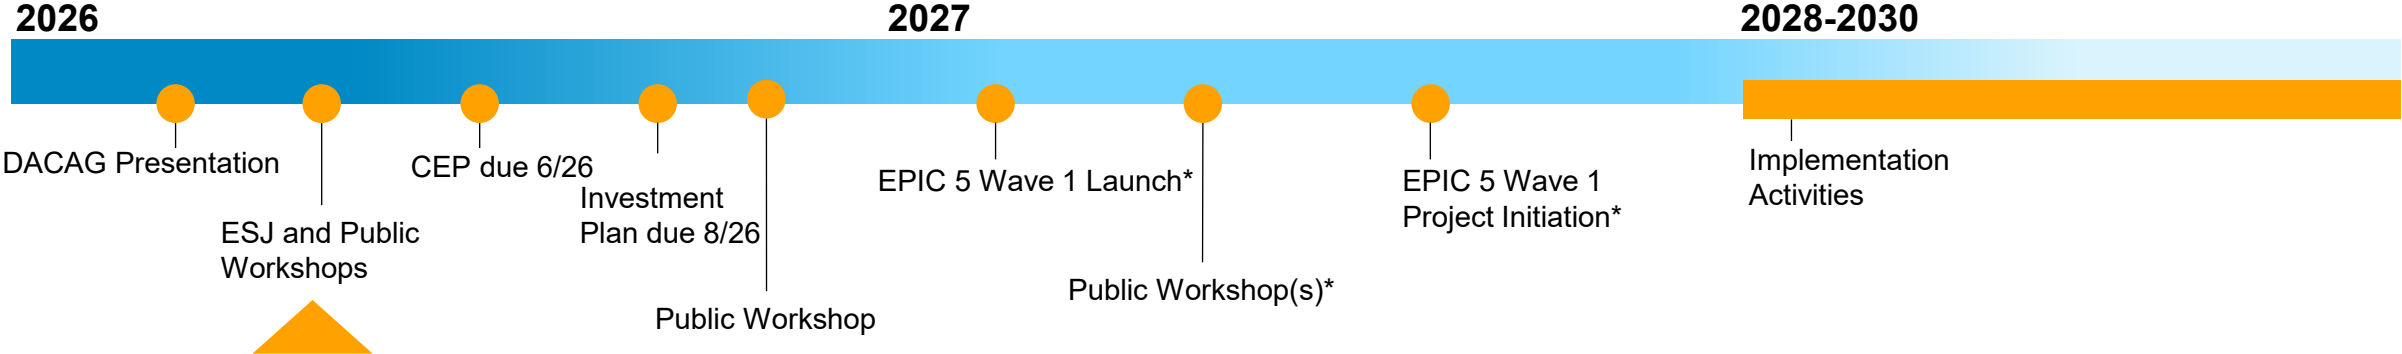 2026
2027
2028-2030
DACAG Presentation
ESJ and Public
Workshops
CEP due 6/26
Investment
Plan due 8/26
Public Workshop
EPIC 5 Wave 1 Launch*
Public Workshop(s)*
EPIC 5 Wave 1
Project Initiation*
Implementation
Activities